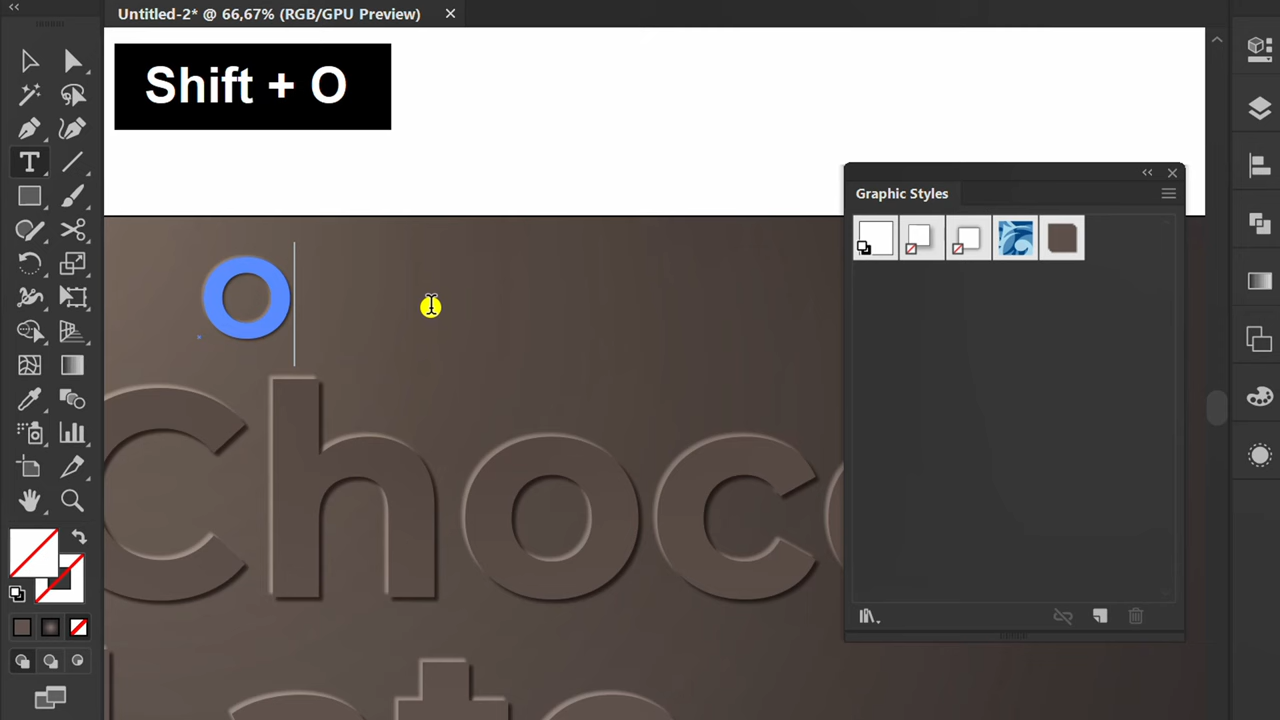 Untitled-2* @ 66,67% (RGB/GPU Preview)
Shift + O
Graphic Styles
o
Choc